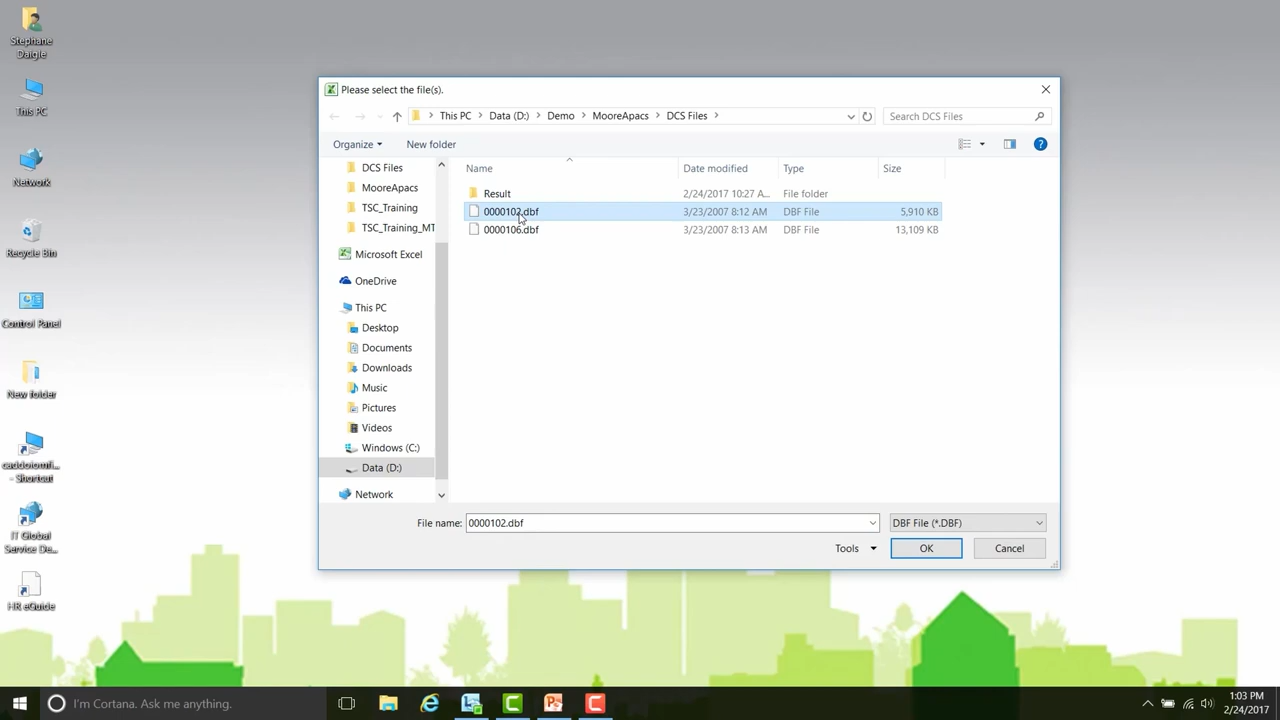 Stephane
Daigle
This PC
Network
Recycle Bin
Control Panel
New folder
caddoiomfi...
- Shortcut
IT Global
Service De...
HR eGuide
Please select the file(s).
This PC > Data (D:) > Demo > MooreApacs > DCS Files >
Search DCS Files
Organize
New folder
DCS Files
MooreApacs
TSC_Training
TSC_Training_MT
Microsoft Excel
OneDrive
This PC
Desktop
Documents
Downloads
Music
Pictures
Videos
Windows (C:)
Data (D:)
Network
Name Date modified Type Size
Result 2/24/2017 10:27 A... File folder
0000102.dbf 3/23/2007 8:12 AM DBF File 5,910 KB
0000106.dbf 3/23/2007 8:13 AM DBF File 13,109 KB
File name: 0000102.dbf
DBF File (*.DBF)
Tools OK Cancel
I'm Cortana. Ask me anything.
1:03 PM
2/24/2017